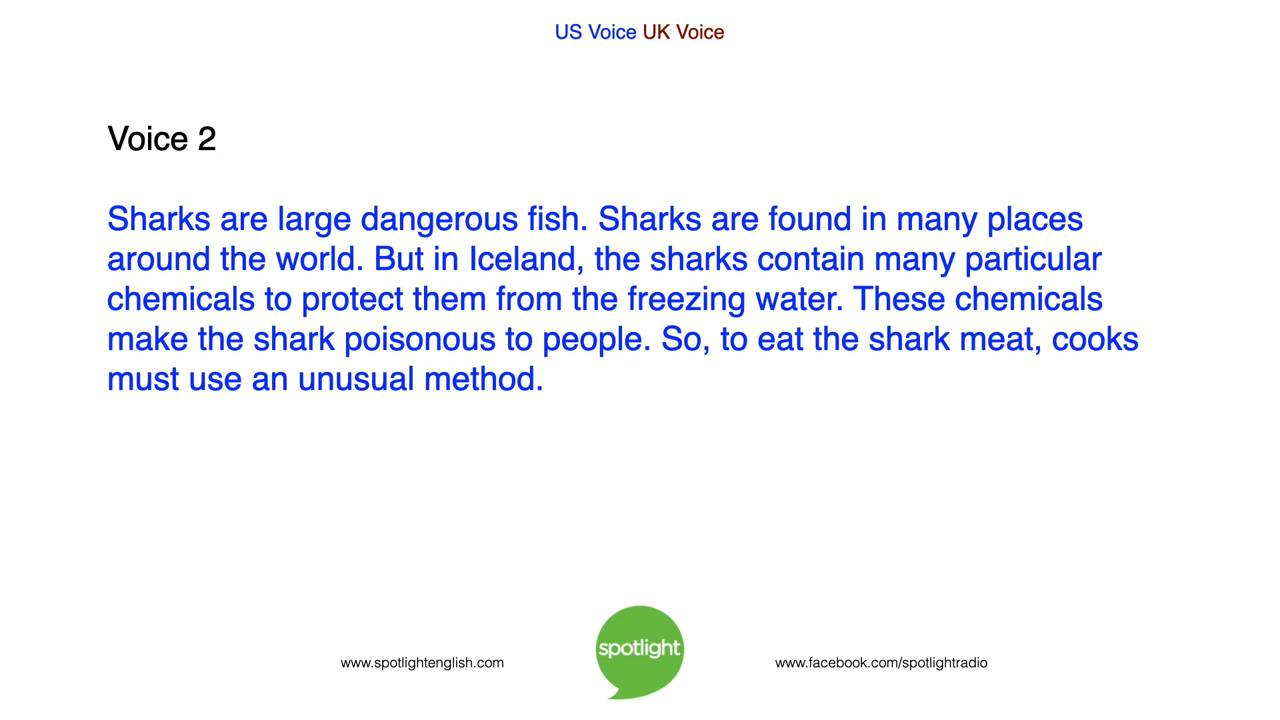 US Voice UK Voice
Voice 2
Sharks are large dangerous fish. Sharks are found in many places
around the world. But in Iceland, the sharks contain many particular
chemicals to protect them from the freezing water. These chemicals
make the shark poisonous to people. So, to eat the shark meat, cooks
must use an unusual method.
spotlight
www.spotlightenglish.com
www.facebook.com/spotlightradio